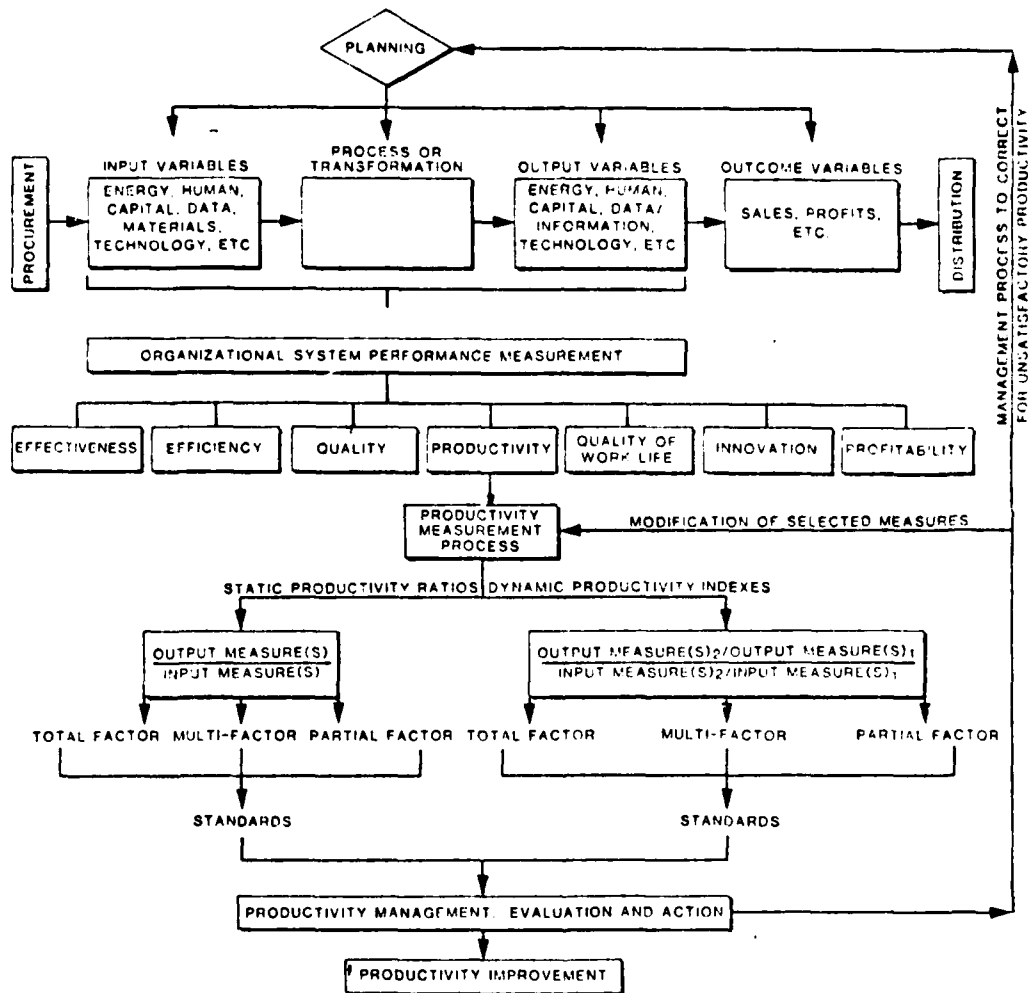 PLANNING
PROCUREMENT
INPUT VARIABLES
ENERGY, HUMAN,
CAPITAL, DATA,
MATERIALS,
TECHNOLOGY, ETC
PROCESS OR
TRANSFORMATION
OUTPUT VARIABLES
ENERGY, HUMAN,
CAPITAL, DATA/
INFORMATION,
TECHNOLOGY, ETC
OUTCOME VARIABLES
SALES, PROFITS,
ETC.
DISTRIBUTION
MANAGEMENT PROCESS TO CORRECT
FOR UNSATISFACTORY PRODUCTIVITY
ORGANIZATIONAL SYSTEM PERFORMANCE MEASUREMENT
EFFECTIVENESS
EFFICIENCY
QUALITY
PRODUCTIVITY
QUALITY OF
WORK LIFE
INNOVATION
PROFITABILITY
PRODUCTIVITY
MEASUREMENT
PROCESS
MODIFICATION OF SELECTED MEASURES
STATIC PRODUCTIVITY RATIOS
DYNAMIC PRODUCTIVITY INDEXES
OUTPUT MEASURE(S)
INPUT MEASURE(S)
OUTPUT MEASURE(S)₂/OUTPUT MEASURE(S)₁
INPUT MEASURE(S)₂/INPUT MEASURE(S)₁
TOTAL FACTOR MULTI-FACTOR PARTIAL FACTOR
TOTAL FACTOR MULTI-FACTOR PARTIAL FACTOR
STANDARDS
STANDARDS
PRODUCTIVITY MANAGEMENT. EVALUATION AND ACTION
PRODUCTIVITY IMPROVEMENT